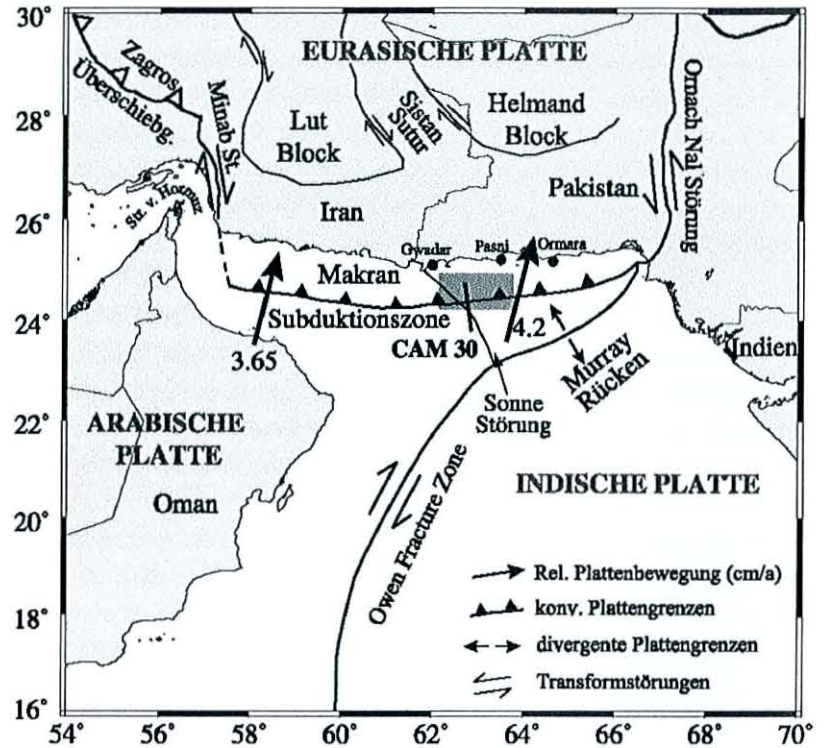 30°
28°
26°
24°
22°
20°
18°
16°
54°
56°
58°
60°
62°
64°
66°
68°
70°
EURASISCHE PLATTE
Zagros
Überschiebg.
Minab St.
Lut
Block
Sistan
Sutur
Helmand
Block
Ornach Nal Störung
Pakistan
Iran
Str. v. Hormur
Gwadar
Pasni
Ormara
Makran
Subduktionszone
3.65
4.2
CAM 30
Murray
Rücken
Indien
Sonne
Störung
ARABISCHE
PLATTE
Oman
Owen Fracture Zone
INDISCHE PLATTE
Rel. Plattenbewegung (cm/a)
konv. Plattengrenzen
divergente Plattengrenzen
Transformstörungen